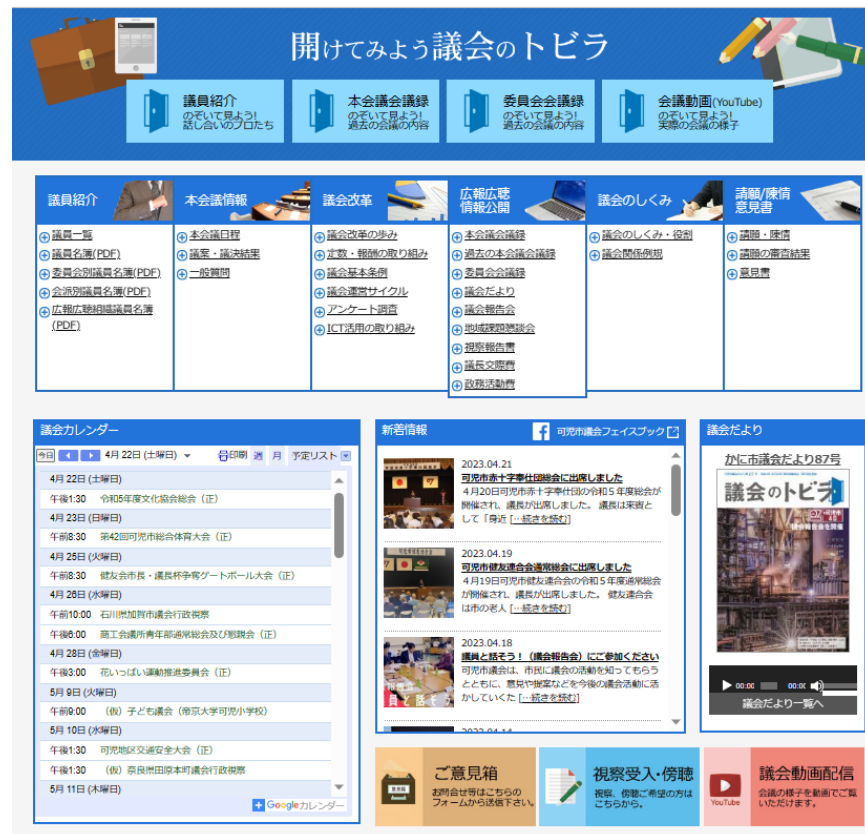 開けてみよう議会のトビラ
議員紹介
のぞいて見よう!
話し合いのプロたち
本会議会議録
のぞいて見よう!
過去の会議の内容
委員会会議録
のぞいて見よう!
過去の会議の内容
会議動画(YouTube)
のぞいて見よう!
実際の会議の様子
議員紹介
議員一覧
議員名簿(PDF)
委員会別議員名簿(PDF)
会派別議員名簿(PDF)
広報広聴組織議員名簿
(PDF)
本会議情報
本会議日程
議案・議決結果
一般質問
議会改革
議会改革の歩み
定数・報酬の取り組み
議会基本条例
議会運営サイクル
アンケート調査
ICT活用の取り組み
広報広聴
情報公開
本会議会議録
過去の本会議会議録
委員会会議録
議会だより
議会報告会
地域課題懇談会
視察報告書
議長交際費
政務活動費
議会のしくみ
議会のしくみ・役割
議会関係例規
請願/陳情
意見書
請願・陳情
請願の審査結果
意見書
議会カレンダー
今日 4月 22日 (土曜日) 印刷 週 月 予定リスト
4月 22日 (土曜日)
午後1:30 令和5年度文化協会総会（正）
4月 23日 (日曜日)
午前8:30 第42回可児市総合体育大会（正）
4月 25日 (火曜日)
午前8:30 健友会市長・議長杯争奪ゲートボール大会（正）
4月 26日 (水曜日)
午前10:00 石川県加賀市議会行政視察
午後6:00 商工会議所青年部通常総会及び懇親会（正）
4月 28日 (金曜日)
午後3:00 花いっぱい運動推進委員会（正）
5月 9日 (火曜日)
午前9:00 （仮）子ども議会（帝京大学可児小学校）
5月 10日 (水曜日)
午後1:30 可児地区交通安全大会（正）
午後1:30 （仮）奈良県田原本町議会行政視察
5月 11日 (木曜日)
Googleカレンダー
新着情報
可児市議会フェイスブック
2023.04.21
可児市赤十字奉仕団総会に出席しました
４月20日可児市赤十字奉仕団の令和５年度総会が
開催され、議長が出席しました。 議長は来賓と
して「身近 […続きを読む]
2023.04.19
可児市健友連合会通常総会に出席しました
４月19日可児市健友連合会の令和５年度通常総会
が開催され、議長が出席しました。 健友連合会
は市の老人 […続きを読む]
2023.04.18
議員と話そう！（議会報告会）にご参加ください
可児市議会は、市民に議会の活動を知ってもらう
とともに、意見や提案などを今後の議会活動に活
かしていくた […続きを読む]
2023.04.14
議会だより
かに市議会だより87号
議会のトビラ
00:00 00:00
議会だより一覧へ
ご意見箱
お問合せ等はこちらの
フォームから送信下さい。
視察受入・傍聴
視察、傍聴ご希望の方は
こちらから。
YouTube
議会動画配信
会議の様子を動画でご覧
いただけます。